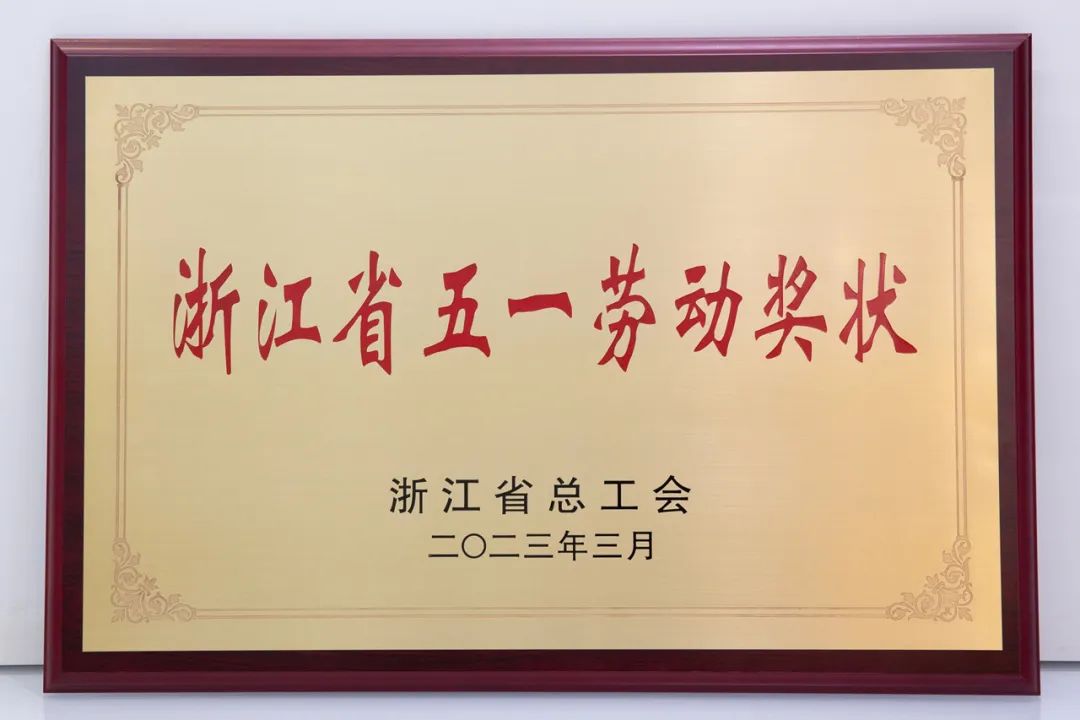 浙江省五一劳动奖状
浙江省总工会
二〇二三年三月